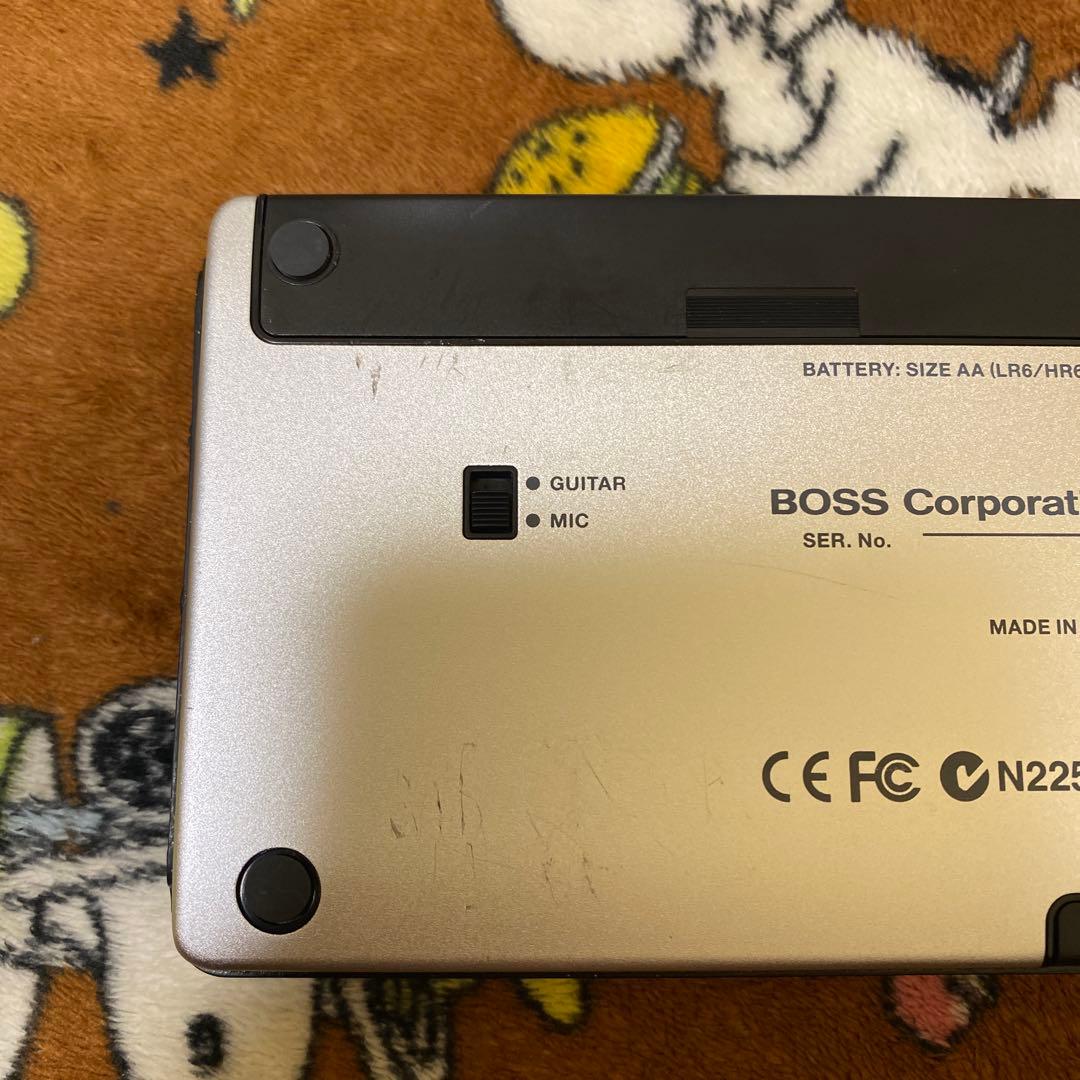 BATTERY: SIZE AA (LR6/HR6
GUITAR
MIC
BOSS Corporat
SER. No.
MADE IN
CE FC N225